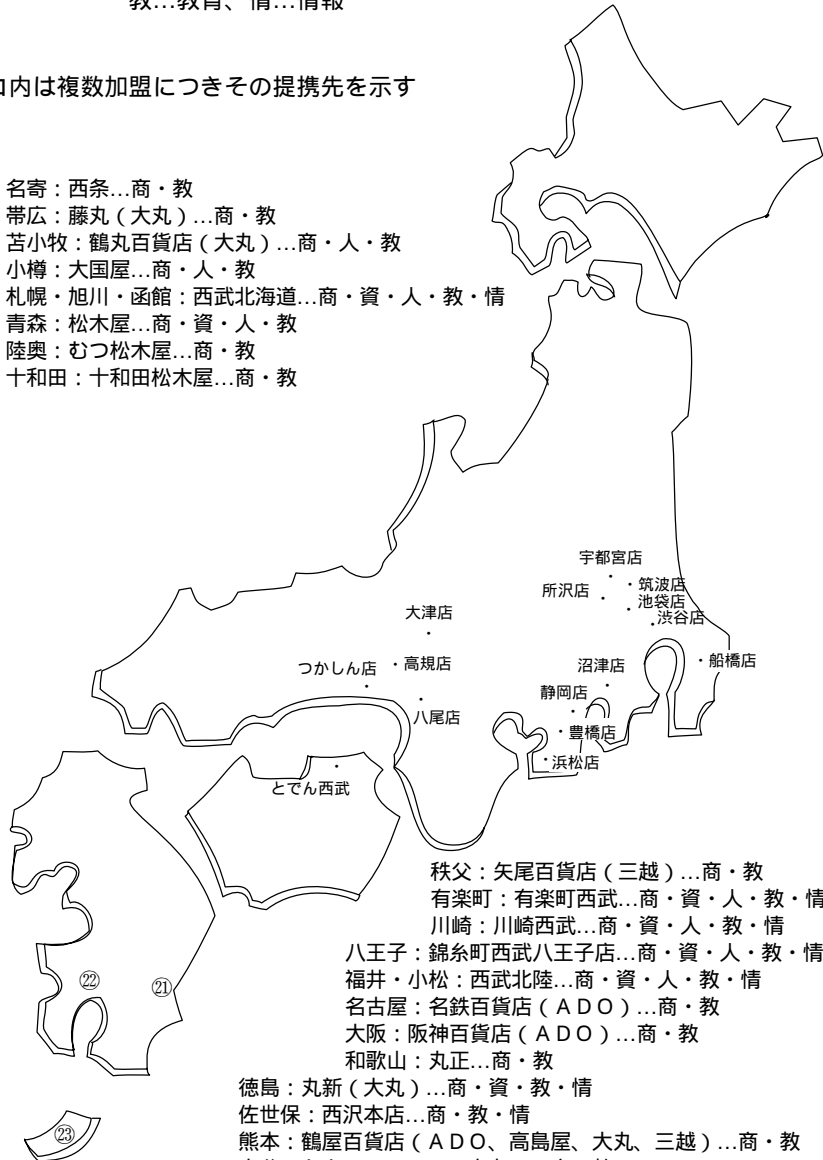 教…教育、情…情報
内は複数加盟につきその提携先を示す
名寄：西条…商・教
帯広：藤丸（大丸）…商・教
苫小牧：鶴丸百貨店（大丸）…商・人・教
小樽：大国屋…商・人・教
札幌・旭川・函館：西武北海道…商・資・人・教・情
青森：松木屋…商・資・人・教
陸奥：むつ松木屋…商・教
十和田：十和田松木屋…商・教
宇都宮店
筑波店
所沢店
池袋店
渋谷店
大津店
船橋店
つかしん店
高規店
沼津店
静岡店
八尾店
豊橋店
浜松店
とでん西武
秩父：矢尾百貨店（三越）…商・教
有楽町：有楽町西武…商・資・人・教・情
川崎：川崎西武…商・資・人・教・情
八王子：錦糸町西武八王子店…商・資・人・教・情
福井・小松：西武北陸…商・資・人・教・情
名古屋：名鉄百貨店（ＡＤＯ）…商・教
大阪：阪神百貨店（ＡＤＯ）…商・教
和歌山：丸正…商・教
徳島：丸新（大丸）…商・資・教・情
佐世保：西沢本店…商・教・情
熊本：鶴屋百貨店（ＡＤＯ、高島屋、大丸、三越）…商・教
㉒
㉑
㉓